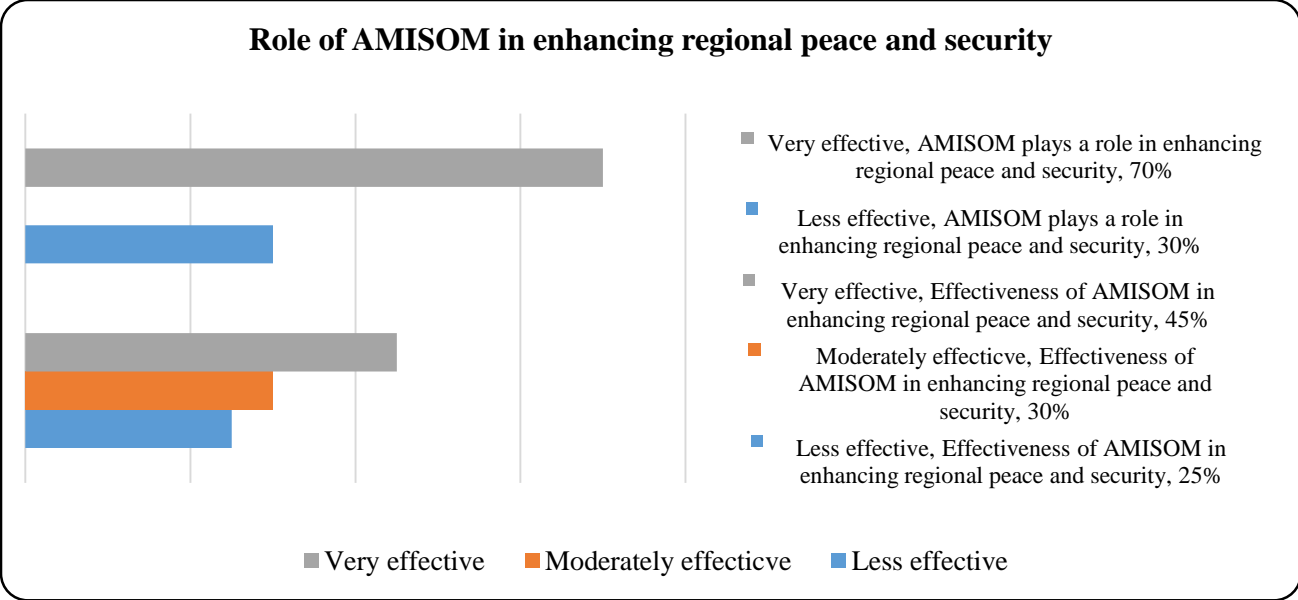 Role of AMISOM in enhancing regional peace and security
Very effective, AMISOM plays a role in enhancing
regional peace and security, 70%
Less effective, AMISOM plays a role in
enhancing regional peace and security, 30%
Very effective, Effectiveness of AMISOM in
enhancing regional peace and security, 45%
Moderately effecticve, Effectiveness of
AMISOM in enhancing regional peace and
security, 30%
Less effective, Effectiveness of AMISOM in
enhancing regional peace and security, 25%
Very effective Moderately effecticve Less effective